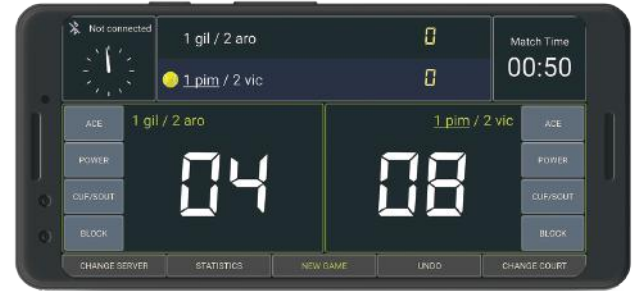 Not connected
1 gil / 2 aro 0
1 pim / 2 vic 0
Match Time
00:50
1 gil / 2 aro
04
1 pim / 2 vic
08
ACE
POWER
CUF/SOUT
BLOCK
ACE
POWER
CUF/SOUT
BLOCK
CHANGE SERVER STATISTICS NEW GAME UNDO CHANGE COURT